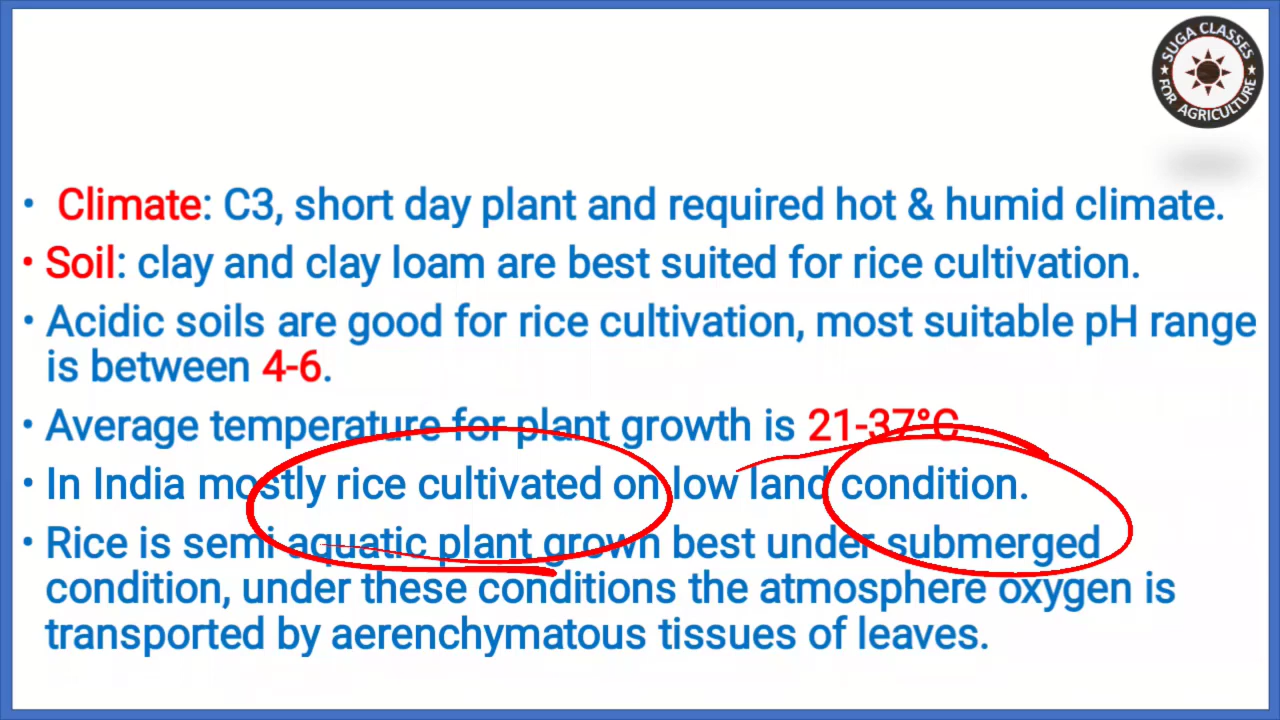 SUGA CLASSES
FOR AGRICULTURE
• Climate: C3, short day plant and required hot & humid climate.
• Soil: clay and clay loam are best suited for rice cultivation.
• Acidic soils are good for rice cultivation, most suitable pH range
is between 4-6.
• Average temperature for plant growth is 21-37°C
• In India mostly rice cultivated on low land condition.
• Rice is semi aquatic plant grown best under submerged
condition, under these conditions the atmosphere oxygen is
transported by aerenchymatous tissues of leaves.